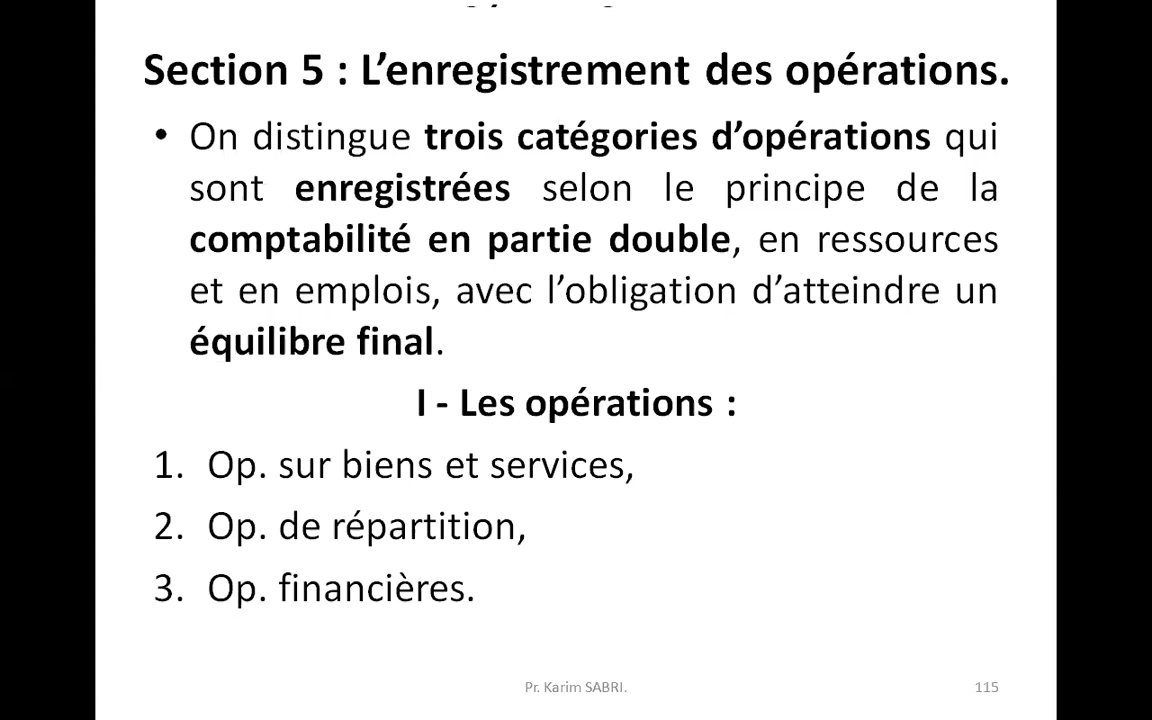 Section 5 : L’enregistrement des opérations.
• On distingue trois catégories d’opérations qui
sont enregistrées selon le principe de la
comptabilité en partie double, en ressources
et en emplois, avec l’obligation d’atteindre un
équilibre final.
I - Les opérations :
1. Op. sur biens et services,
2. Op. de répartition,
3. Op. financières.
Pr. Karim SABRI.
115